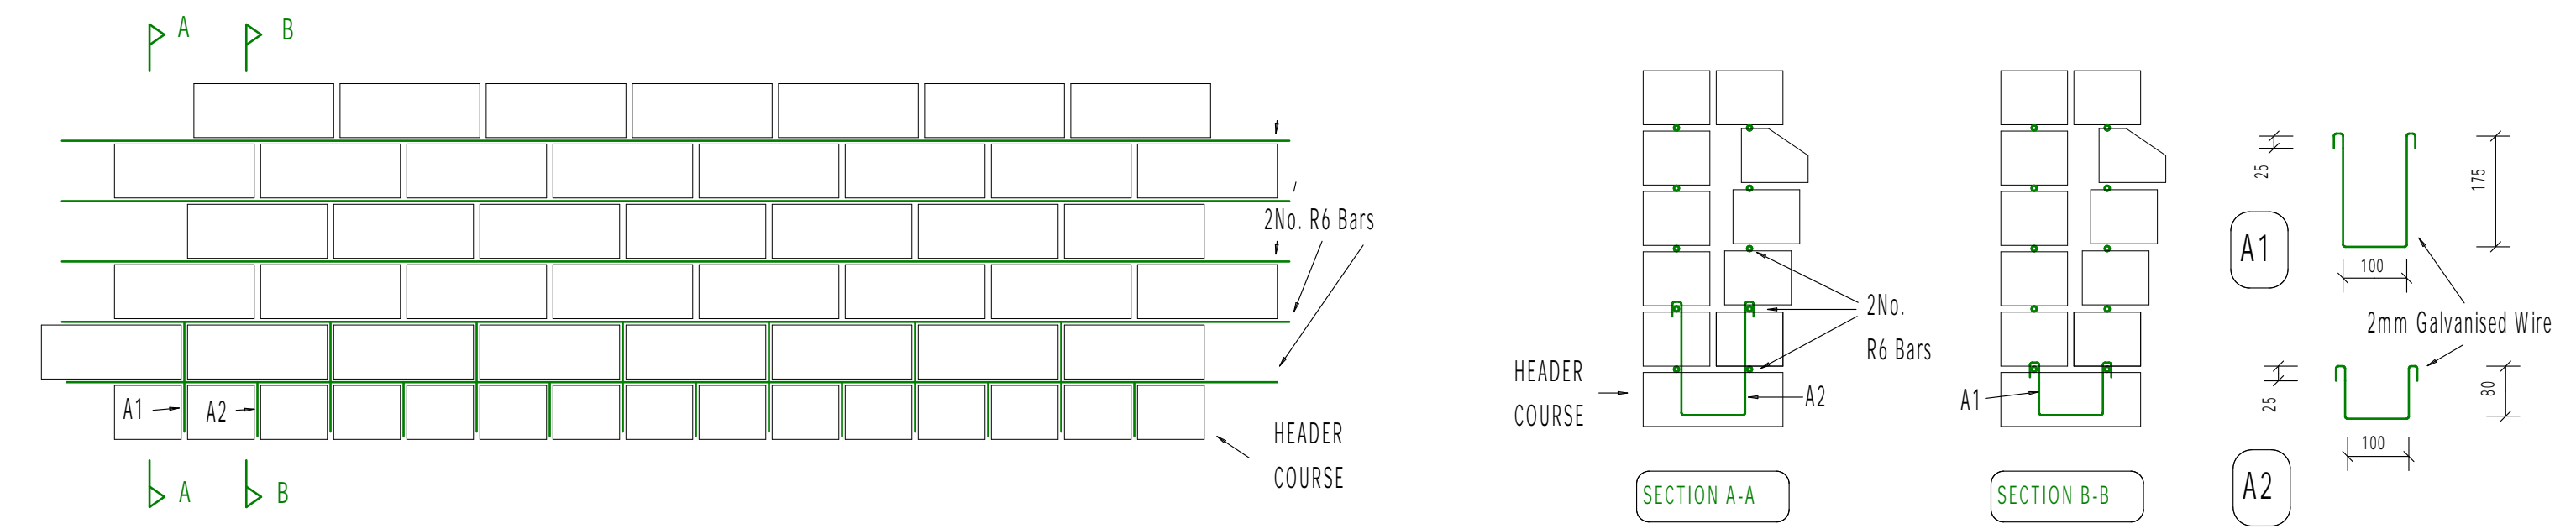 A
B
2No. R6 Bars
A1
A2
HEADER
COURSE
A
B
HEADER
COURSE
2No.
R6 Bars
A2
SECTION A-A
A1
SECTION B-B
25
175
A1
100
2mm Galvanised Wire
25
80
100
A2